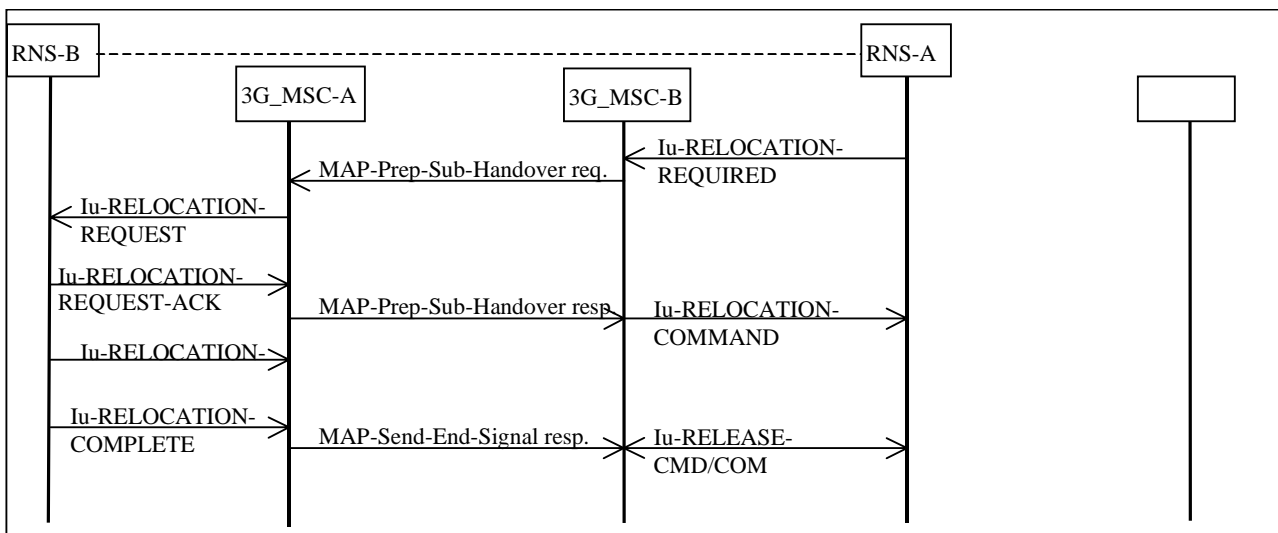 RNS-B
RNS-A
3G_MSC-A
3G_MSC-B
Iu-RELOCATION-
REQUIRED
MAP-Prep-Sub-Handover req.
Iu-RELOCATION-
REQUEST
Iu-RELOCATION-
REQUEST-ACK
MAP-Prep-Sub-Handover resp.
Iu-RELOCATION-
COMMAND
Iu-RELOCATION-
Iu-RELOCATION-
COMPLETE
MAP-Send-End-Signal resp.
Iu-RELEASE-
CMD/COM